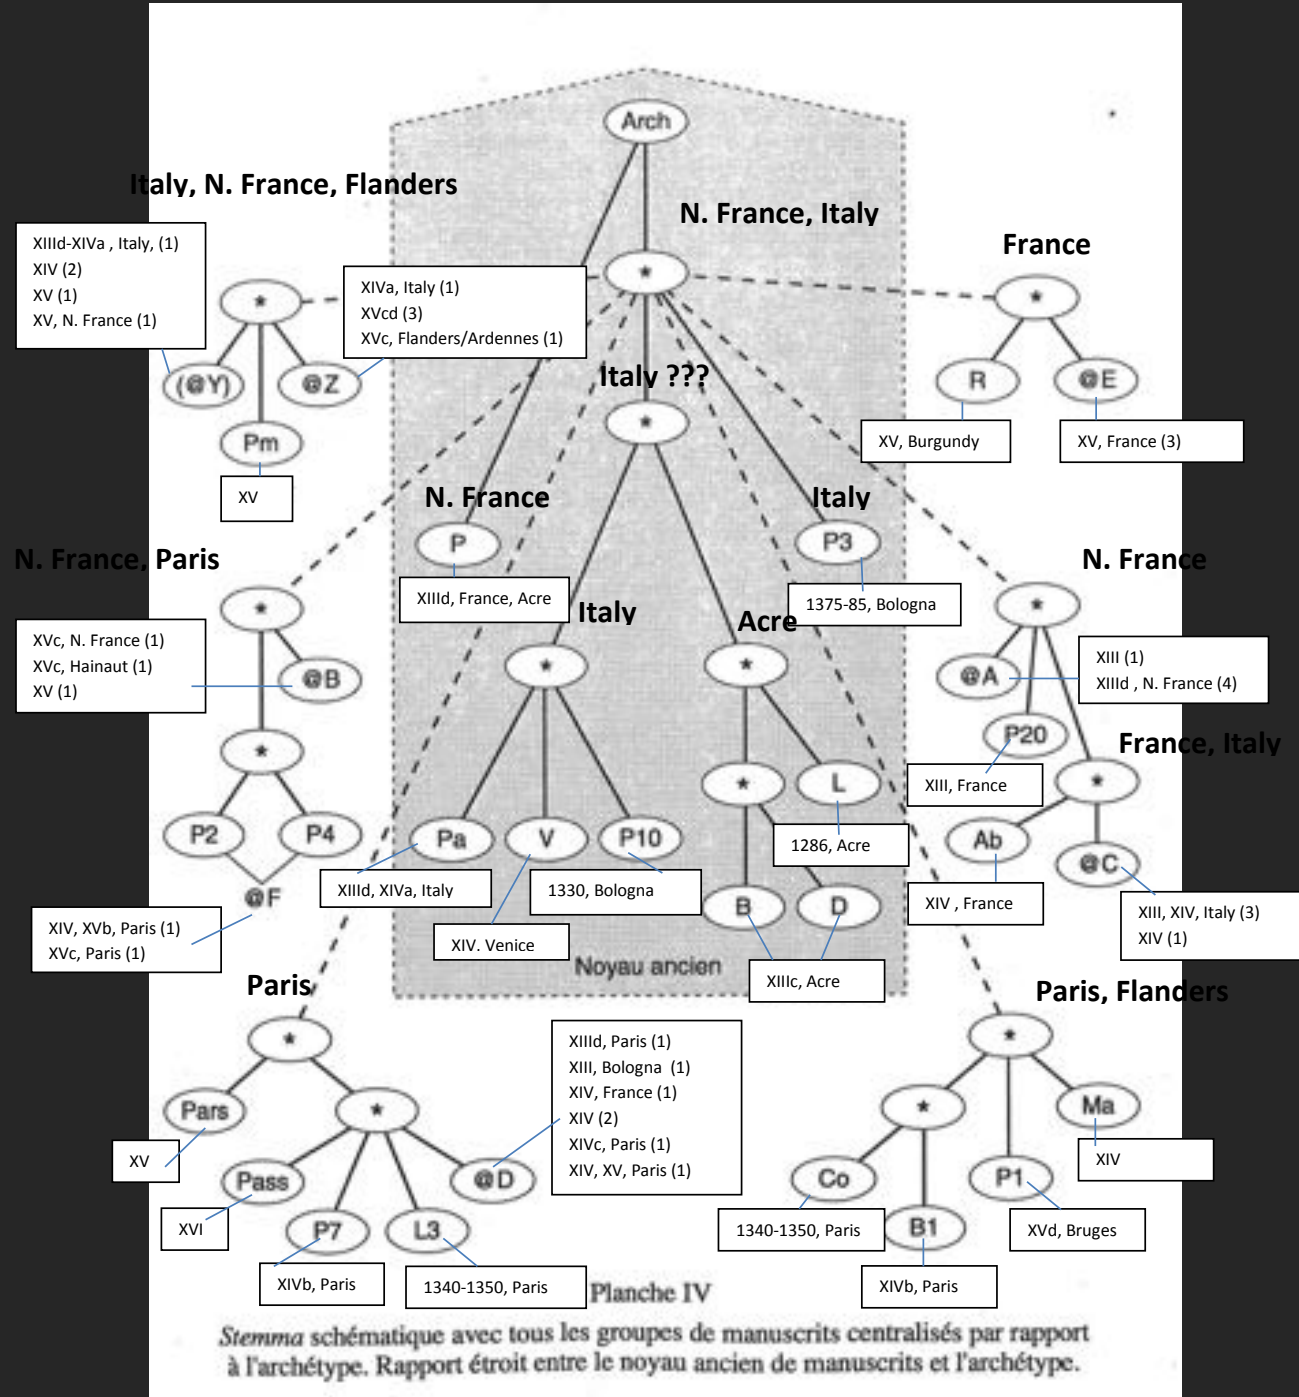 Arch
Italy, N. France, Flanders
N. France, Italy
France
XIIId-XIVa , Italy, (1)
XIV (2)
XV (1)
XV, N. France (1)
*
*
*
XIVa, Italy (1)
XVcd (3)
XVc, Flanders/Ardennes (1)
(@Y)
@Z
Italy ???
R
@E
*
Pm
XV, Burgundy
XV, France (3)
XV
N. France
Italy
P
P3
N. France, Paris
N. France
XIIId, France, Acre
1375-85, Bologna
*
*
Italy
Acre
XVc, N. France (1)
XVc, Hainaut (1)
XV (1)
@B
*
*
@A
XIII (1)
XIIId , N. France (4)
P20
France, Italy
*
*
L
XIII, France
*
P2
P4
Pa
V
P10
1286, Acre
Ab
@C
@F
XIIId, XIVa, Italy
1330, Bologna
B
D
XIV , France
XIV, XVb, Paris (1)
XVc, Paris (1)
XIV. Venice
XIII, XIV, Italy (3)
XIV (1)
Noyau ancien
XIIIc, Acre
Paris
Paris, Flanders
*
*
XIIId, Paris (1)
XIII, Bologna (1)
XIV, France (1)
XIV (2)
XIVc, Paris (1)
XIV, XV, Paris (1)
Pars
*
*
Ma
XV
Pass
@D
Co
P1
XIV
XVI
P7
L3
1340-1350, Paris
B1
XVd, Bruges
XIVb, Paris
1340-1350, Paris
XIVb, Paris
Planche IV
Stemma schématique avec tous les groupes de manuscrits centralisés par rapport
à l'archétype. Rapport étroit entre le noyau ancien de manuscrits et l'archétype.